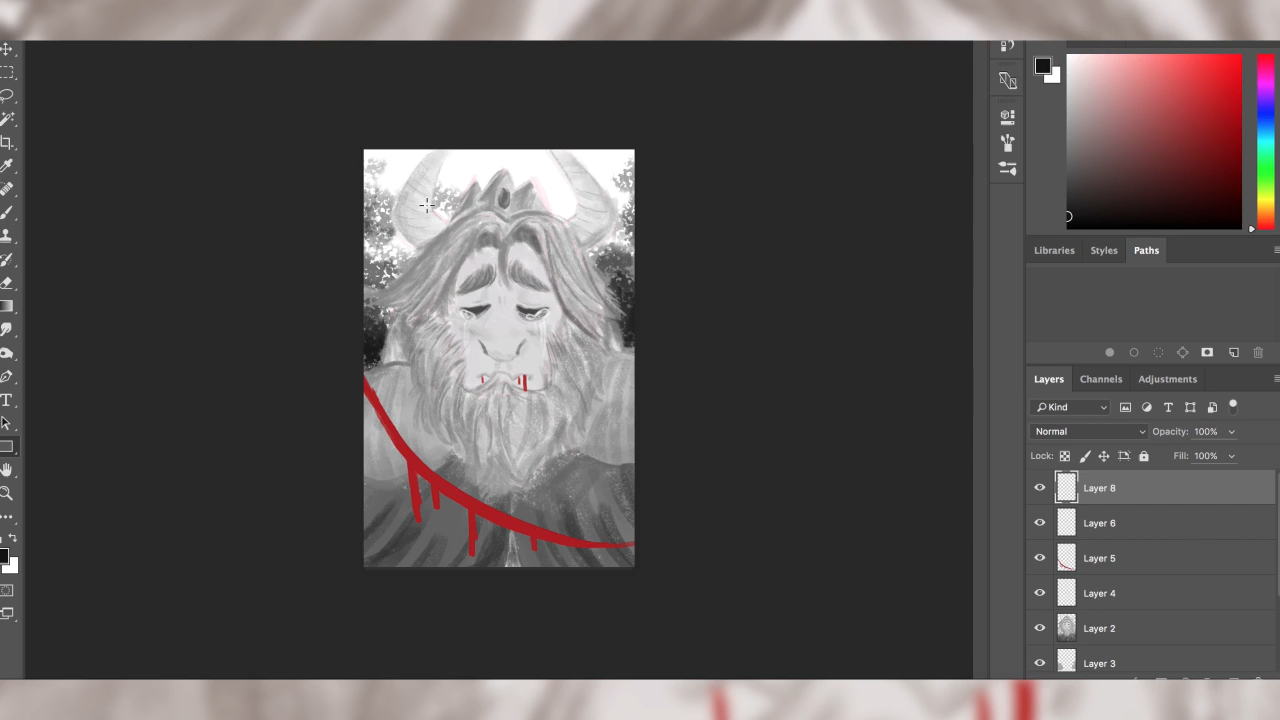 Libraries Styles Paths
Layers Channels Adjustments
Kind
Normal Opacity: 100%
Lock: Fill: 100%
Layer 8
Layer 6
Layer 5
Layer 4
Layer 2
Layer 3